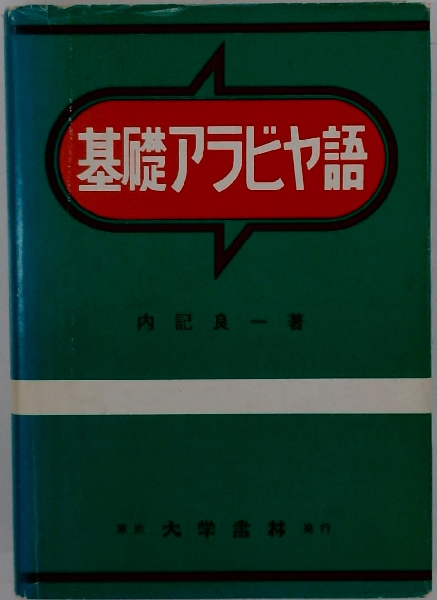 基礎アラビヤ語
内記良一著
東京 大学書林 発行